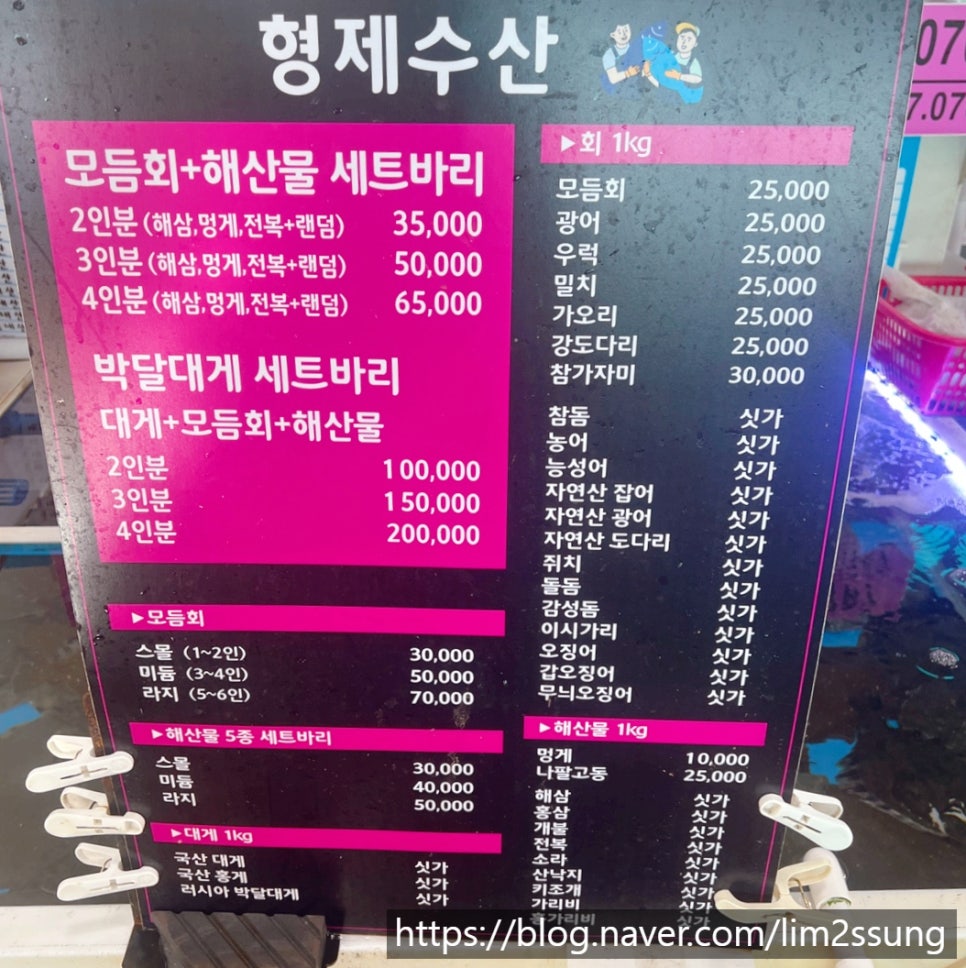 형제수산
모듬회+해산물 세트바리
2인분 (해삼,멍게,전복+랜덤) 35,000
3인분 (해삼,멍게,전복+랜덤) 50,000
4인분 (해삼,멍게,전복+랜덤) 65,000
박달대게 세트바리
대게+모듬회+해산물
2인분 100,000
3인분 150,000
4인분 200,000
▶모듬회
스몰 (1~2인) 30,000
미듐 (3~4인) 50,000
라지 (5~6인) 70,000
▶해산물 5종 세트바리
스몰 30,000
미듐 40,000
라지 50,000
▶대게 1kg
국산 대게 싯가
국산 홍게 싯가
러시아 박달대게 싯가
▶회 1kg
모듬회 25,000
광어 25,000
우럭 25,000
밀치 25,000
가오리 25,000
강도다리 25,000
참가자미 30,000
참돔 싯가
농어 싯가
능성어 싯가
자연산 잡어 싯가
자연산 광어 싯가
자연산 도다리 싯가
쥐치 싯가
돌돔 싯가
감성돔 싯가
이시가리 싯가
오징어 싯가
갑오징어 싯가
무늬오징어 싯가
▶해산물 1kg
멍게 10,000
나팔고동 25,000
해삼 싯가
홍삼 싯가
개불 싯가
전복 싯가
소라 싯가
산낙지 싯가
키조개 싯가
가리비 싯가
홍가리비 싯가
070
7.07
https://blog.naver.com/lim2ssung